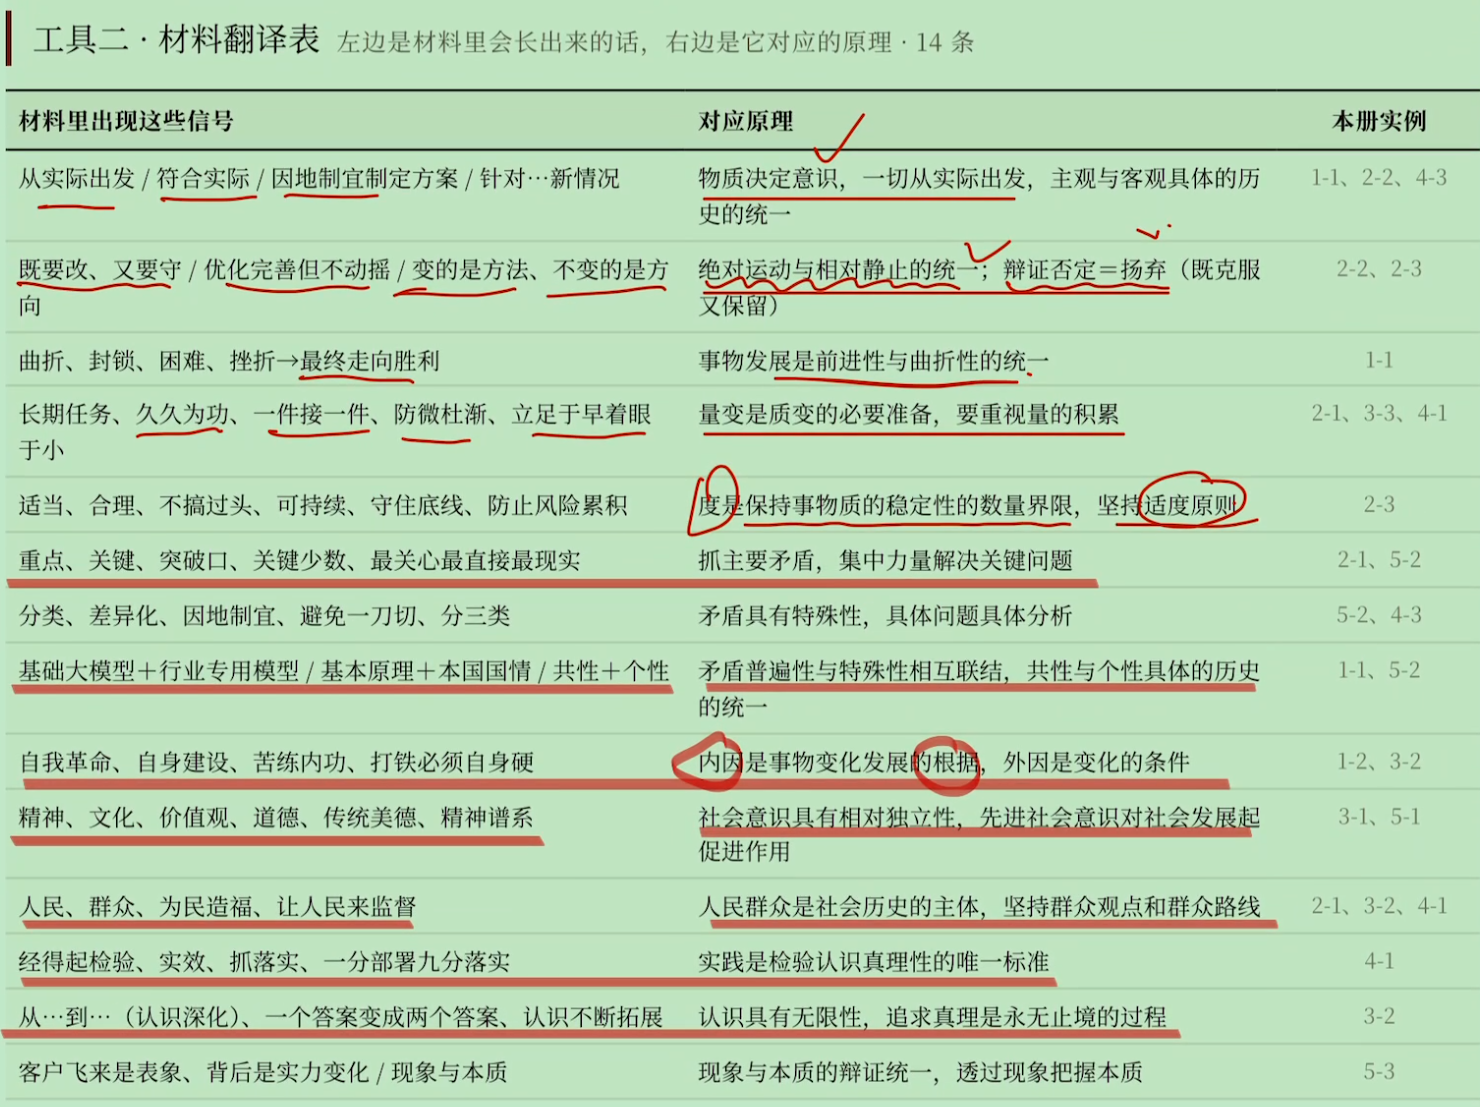 工具二 · 材料翻译表 左边是材料里会长出来的话，右边是它对应的原理 · 14 条
材料里出现这些信号 对应原理 本册实例
从实际出发 / 符合实际 / 因地制宜制定方案 / 针对…新情况 物质决定意识，一切从实际出发，主观与客观具体的历 1-1、2-2、4-3
史的统一
既要改、又要守 / 优化完善但不动摇 / 变的是方法、不变的是方 绝对运动与相对静止的统一；辩证否定＝扬弃（既克服 2-2、2-3
向 又保留）
曲折、封锁、困难、挫折→最终走向胜利 事物发展是前进性与曲折性的统一 1-1
长期任务、久久为功、一件接一件、防微杜渐、立足于早着眼 量变是质变的必要准备，要重视量的积累 2-1、3-3、4-1
于小
适当、合理、不搞过头、可持续、守住底线、防止风险累积 度是保持事物质的稳定性的数量界限，坚持适度原则 2-3
重点、关键、突破口、关键少数、最关心最直接最现实 抓主要矛盾，集中力量解决关键问题 2-1、5-2
分类、差异化、因地制宜、避免一刀切、分三类 矛盾具有特殊性，具体问题具体分析 5-2、4-3
基础大模型＋行业专用模型 / 基本原理＋本国国情 / 共性＋个性 矛盾普遍性与特殊性相互联结，共性与个性具体的历史 1-1、5-2
的统一
自我革命、自身建设、苦练内功、打铁必须自身硬 内因是事物变化发展的根据，外因是变化的条件 1-2、3-2
精神、文化、价值观、道德、传统美德、精神谱系 社会意识具有相对独立性，先进社会意识对社会发展起 3-1、5-1
促进作用
人民、群众、为民造福、让人民来监督 人民群众是社会历史的主体，坚持群众观点和群众路线 2-1、3-2、4-1
经得起检验、实效、抓落实、一分部署九分落实 实践是检验认识真理性的唯一标准 4-1
从…到…（认识深化）、一个答案变成两个答案、认识不断拓展 认识具有无限性，追求真理是永无止境的过程 3-2
客户飞来是表象、背后是实力变化 / 现象与本质 现象与本质的辩证统一，透过现象把握本质 5-3